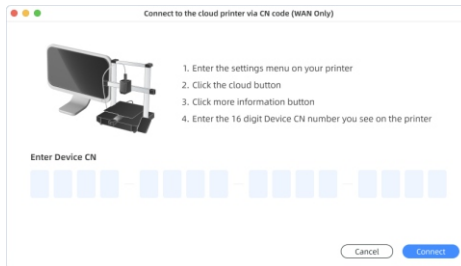 Connect to the cloud printer via CN code (WAN Only)
1. Enter the settings menu on your printer
2. Click the cloud button
3. Click more information button
4. Enter the 16 digit Device CN number you see on the printer
Enter Device CN
Cancel
Connect